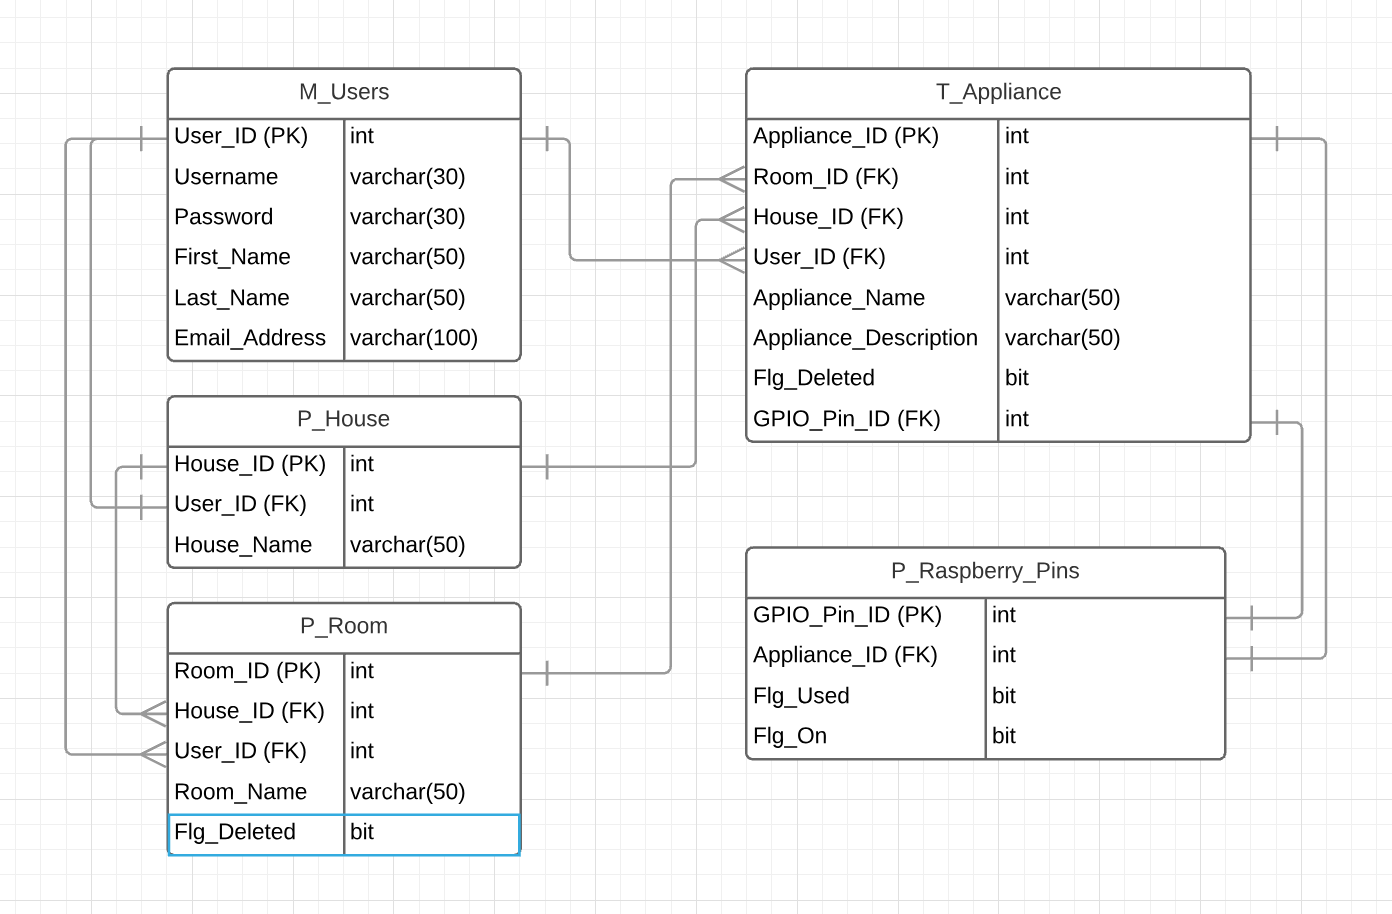 M_Users
User_ID (PK) int
Username varchar(30)
Password varchar(30)
First_Name varchar(50)
Last_Name varchar(50)
Email_Address varchar(100)
P_House
House_ID (PK) int
User_ID (FK) int
House_Name varchar(50)
P_Room
Room_ID (PK) int
House_ID (FK) int
User_ID (FK) int
Room_Name varchar(50)
Flg_Deleted bit
T_Appliance
Appliance_ID (PK) int
Room_ID (FK) int
House_ID (FK) int
User_ID (FK) int
Appliance_Name varchar(50)
Appliance_Description varchar(50)
Flg_Deleted bit
GPIO_Pin_ID (FK) int
P_Raspberry_Pins
GPIO_Pin_ID (PK) int
Appliance_ID (FK) int
Flg_Used bit
Flg_On bit